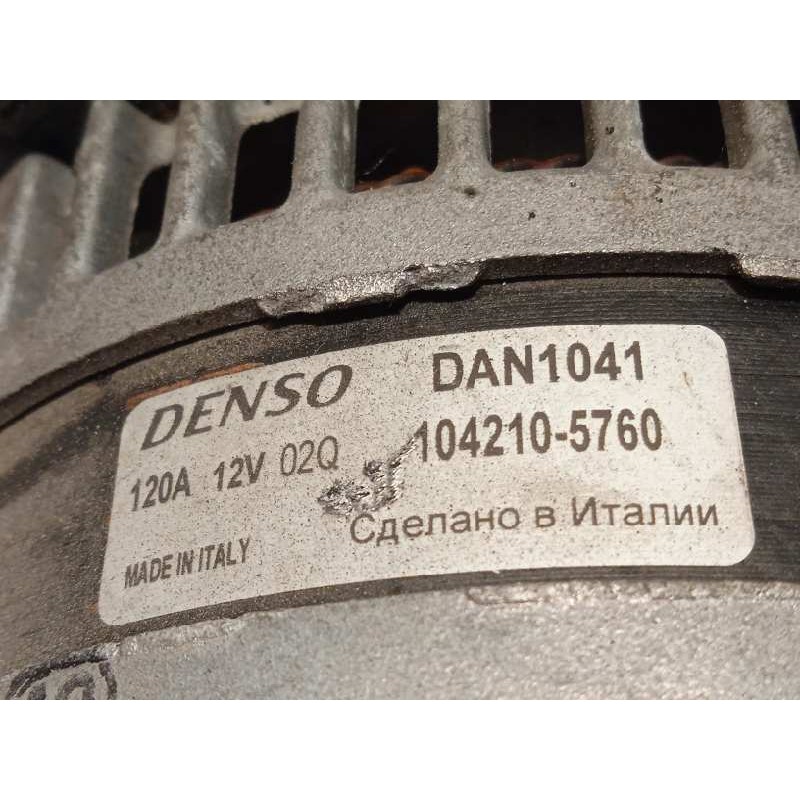 DENSO DAN1041
120A 12V 02Q 104210-5760
Сделано в Италии
MADE IN ITALY